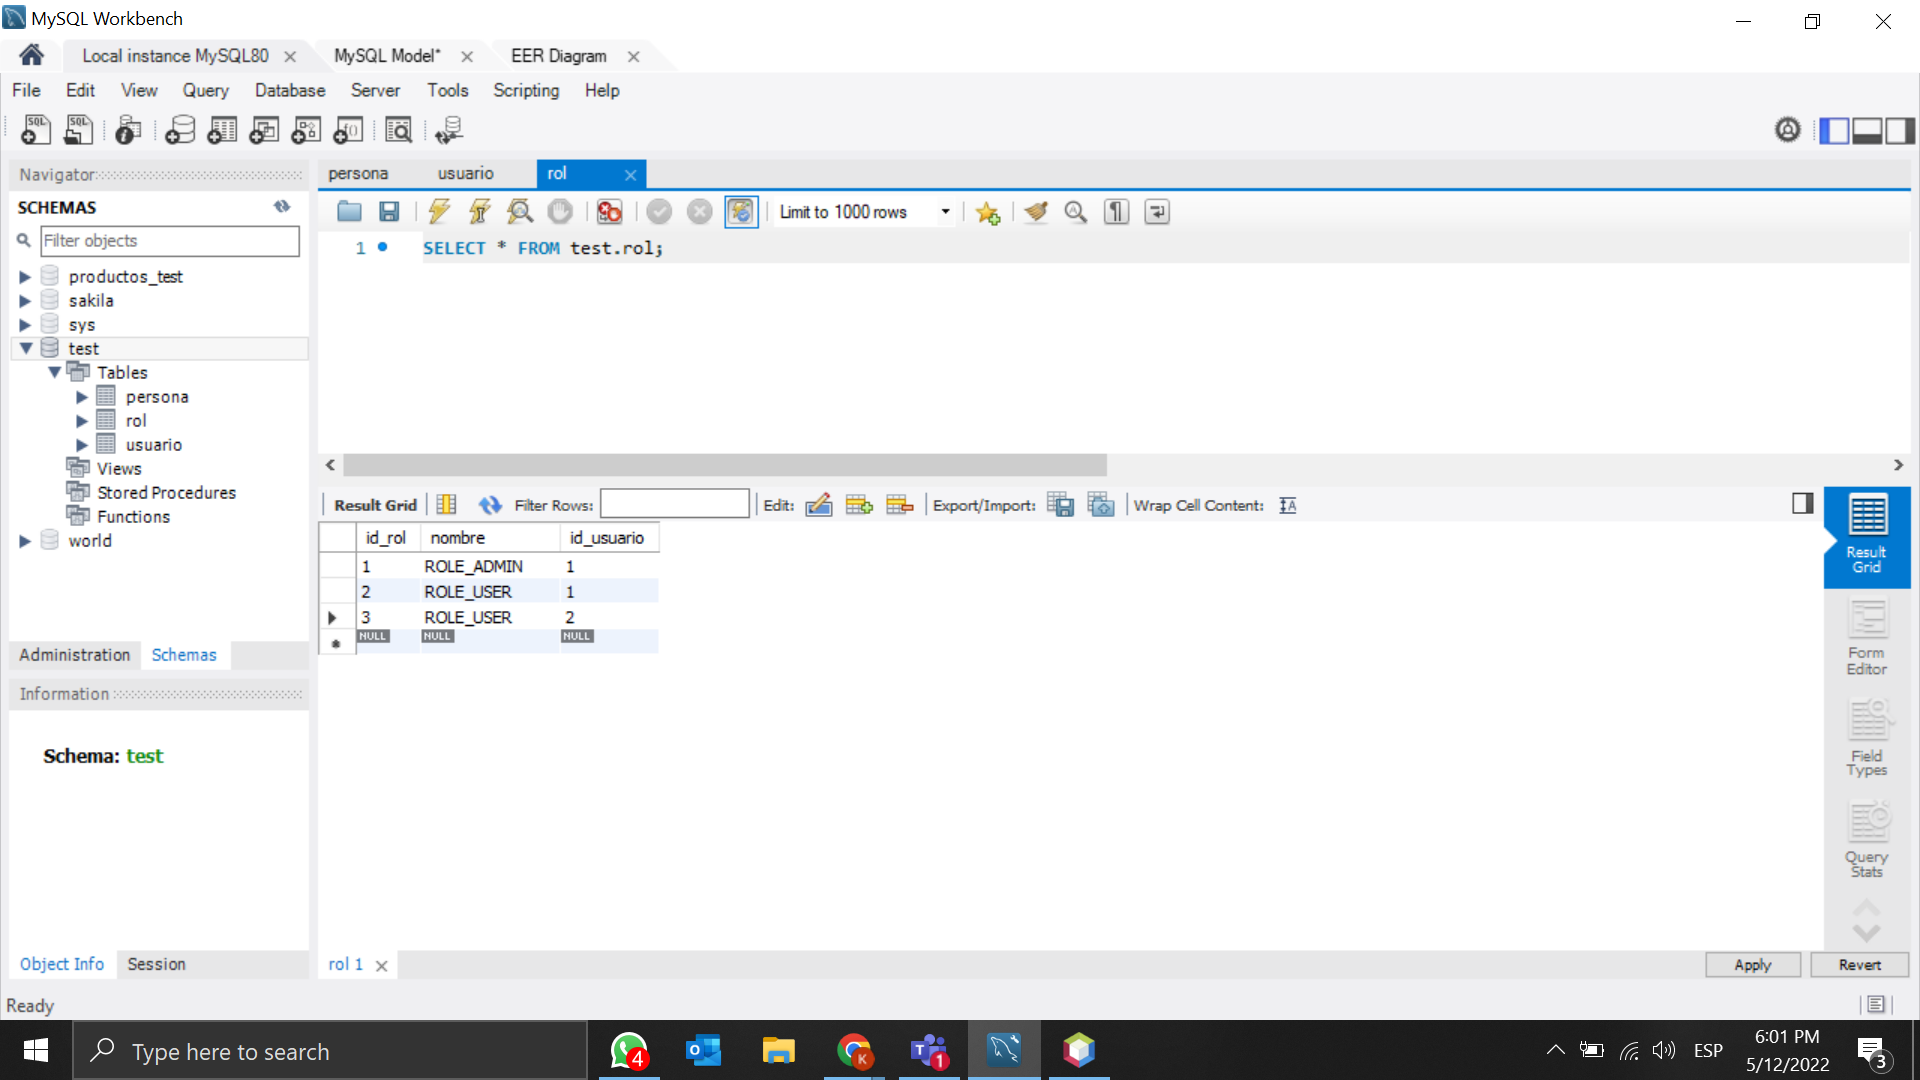 MySQL Workbench
Local instance MySQL80
MySQL Model*
EER Diagram
File Edit View Query Database Server Tools Scripting Help
Navigator
SCHEMAS
Filter objects
productos_test
sakila
sys
test
Tables
persona
rol
usuario
Views
Stored Procedures
Functions
world
Administration Schemas
Information
Schema: test
Object Info Session
persona usuario rol
Limit to 1000 rows
1 SELECT * FROM test.rol;
Result Grid Filter Rows: Edit: Export/Import: Wrap Cell Content:
id_rol nombre id_usuario
1 ROLE_ADMIN 1
2 ROLE_USER 1
3 ROLE_USER 2
NULL NULL NULL
Result
Grid
Form
Editor
Field
Types
Query
Stats
rol 1
Apply Revert
Ready
Type here to search
4
K
1
ESP
6:01 PM
5/12/2022
3